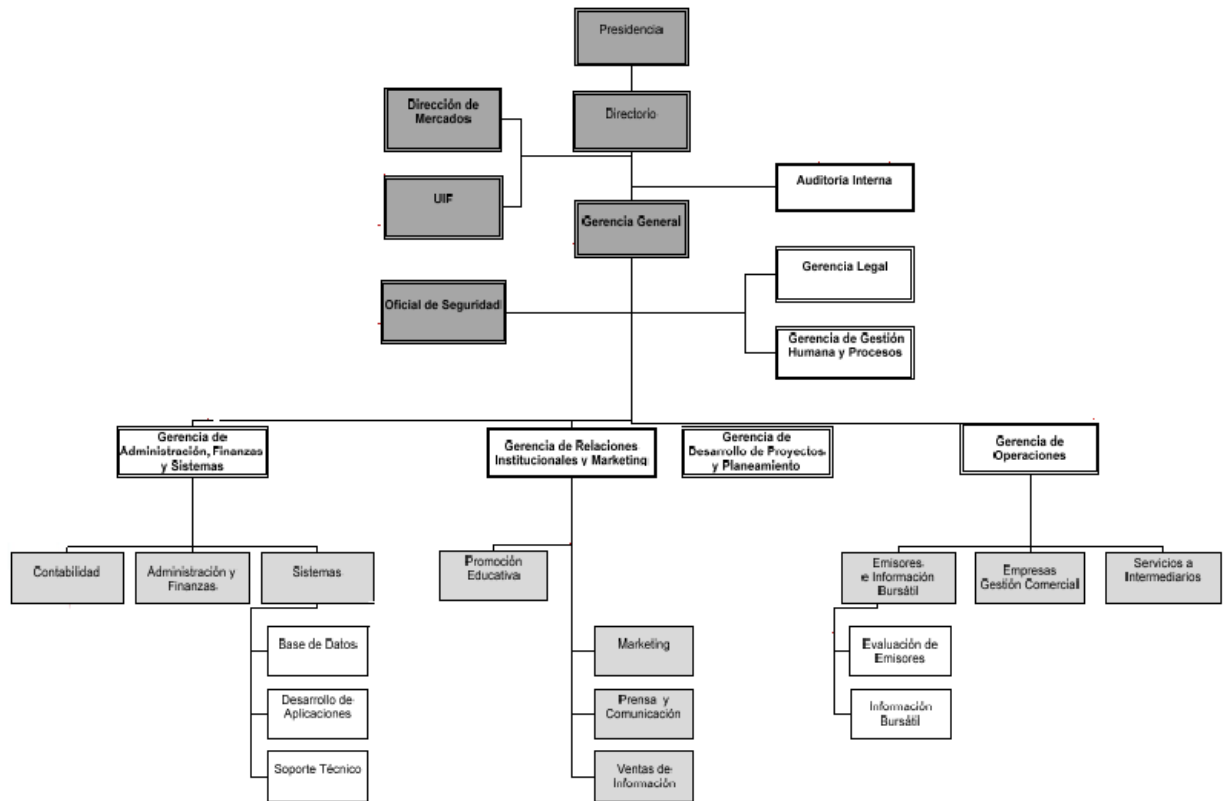 Presidencia
Directorio
Dirección de
Mercados
UIF
Auditoría Interna
Gerencia General
Gerencia Legal
Oficial de Seguridad
Gerencia de Gestión
Humana y Procesos
Gerencia de
Administración, Finanzas
y Sistemas
Gerencia de Relaciones
Institucionales y Marketing
Gerencia de
Desarrollo de Proyectos
y Planeamiento
Gerencia de
Operaciones
Contabilidad
Administración y
Finanzas
Sistemas
Promoción
Educativa
Emisores
e Información
Bursátil
Empresas
Gestión Comercial
Servicios a
Intermediarios
Base de Datos
Desarrollo de
Aplicaciones
Soporte Técnico
Marketing
Prensa y
Comunicación
Ventas de
Información
Evaluación de
Emisores
Información
Bursátil